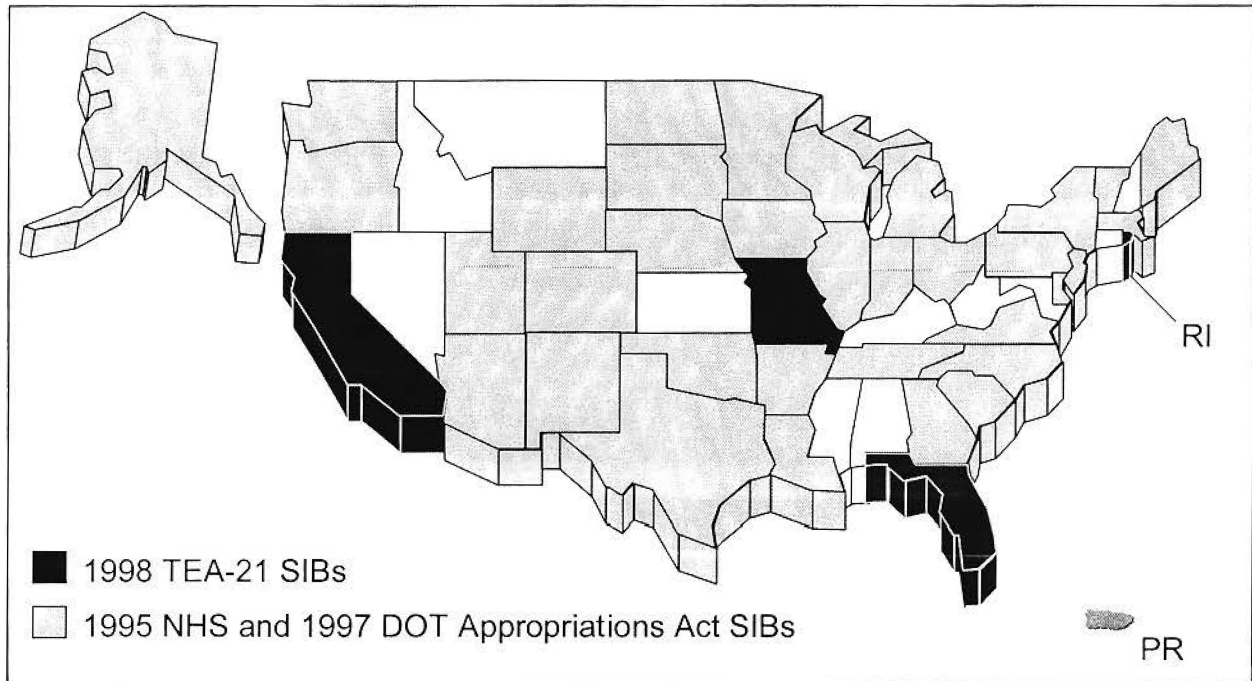 RI
1998 TEA-21 SIBs
1995 NHS and 1997 DOT Appropriations Act SIBs
PR